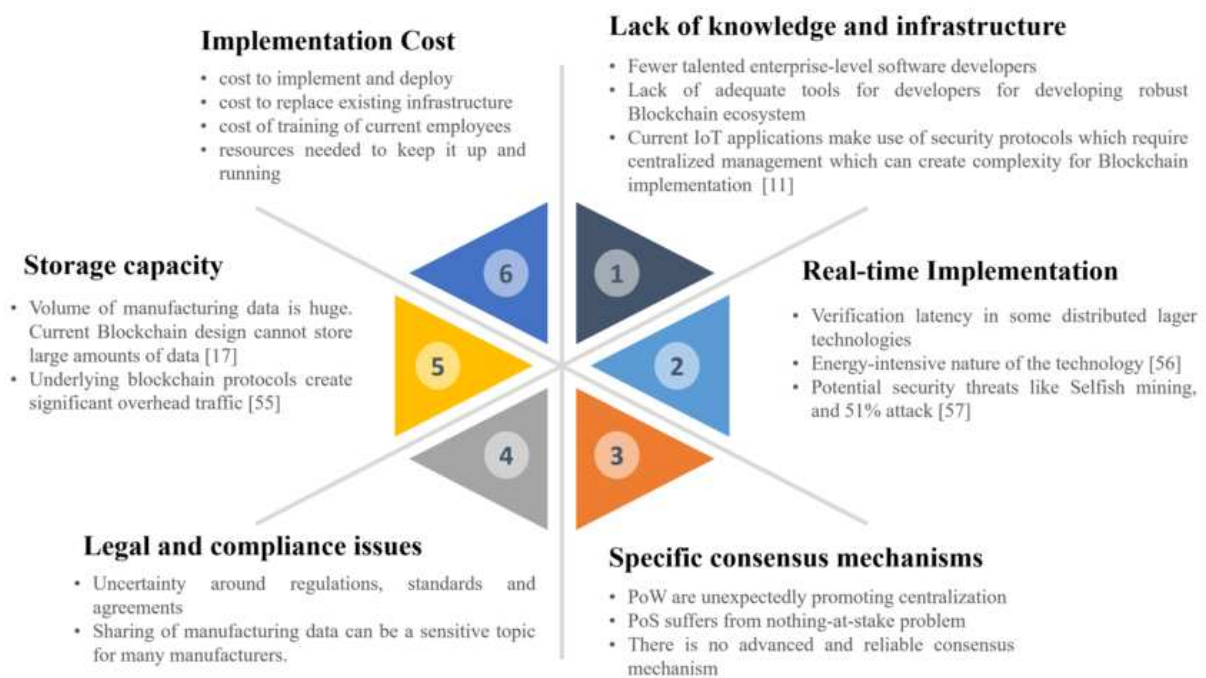 Implementation Cost
• cost to implement and deploy
• cost to replace existing infrastructure
• cost of training of current employees
• resources needed to keep it up and
running
Lack of knowledge and infrastructure
• Fewer talented enterprise-level software developers
• Lack of adequate tools for developers for developing robust
Blockchain ecosystem
• Current IoT applications make use of security protocols which require
centralized management which can create complexity for Blockchain
implementation [11]
6
1
Storage capacity
• Volume of manufacturing data is huge.
Current Blockchain design cannot store
large amounts of data [17]
• Underlying blockchain protocols create
significant overhead traffic [55]
5
2
Real-time Implementation
• Verification latency in some distributed lager
technologies
• Energy-intensive nature of the technology [56]
• Potential security threats like Selfish mining,
and 51% attack [57]
4
3
Legal and compliance issues
• Uncertainty around regulations, standards and
agreements
• Sharing of manufacturing data can be a sensitive topic
for many manufacturers.
Specific consensus mechanisms
• PoW are unexpectedly promoting centralization
• PoS suffers from nothing-at-stake problem
• There is no advanced and reliable consensus
mechanism